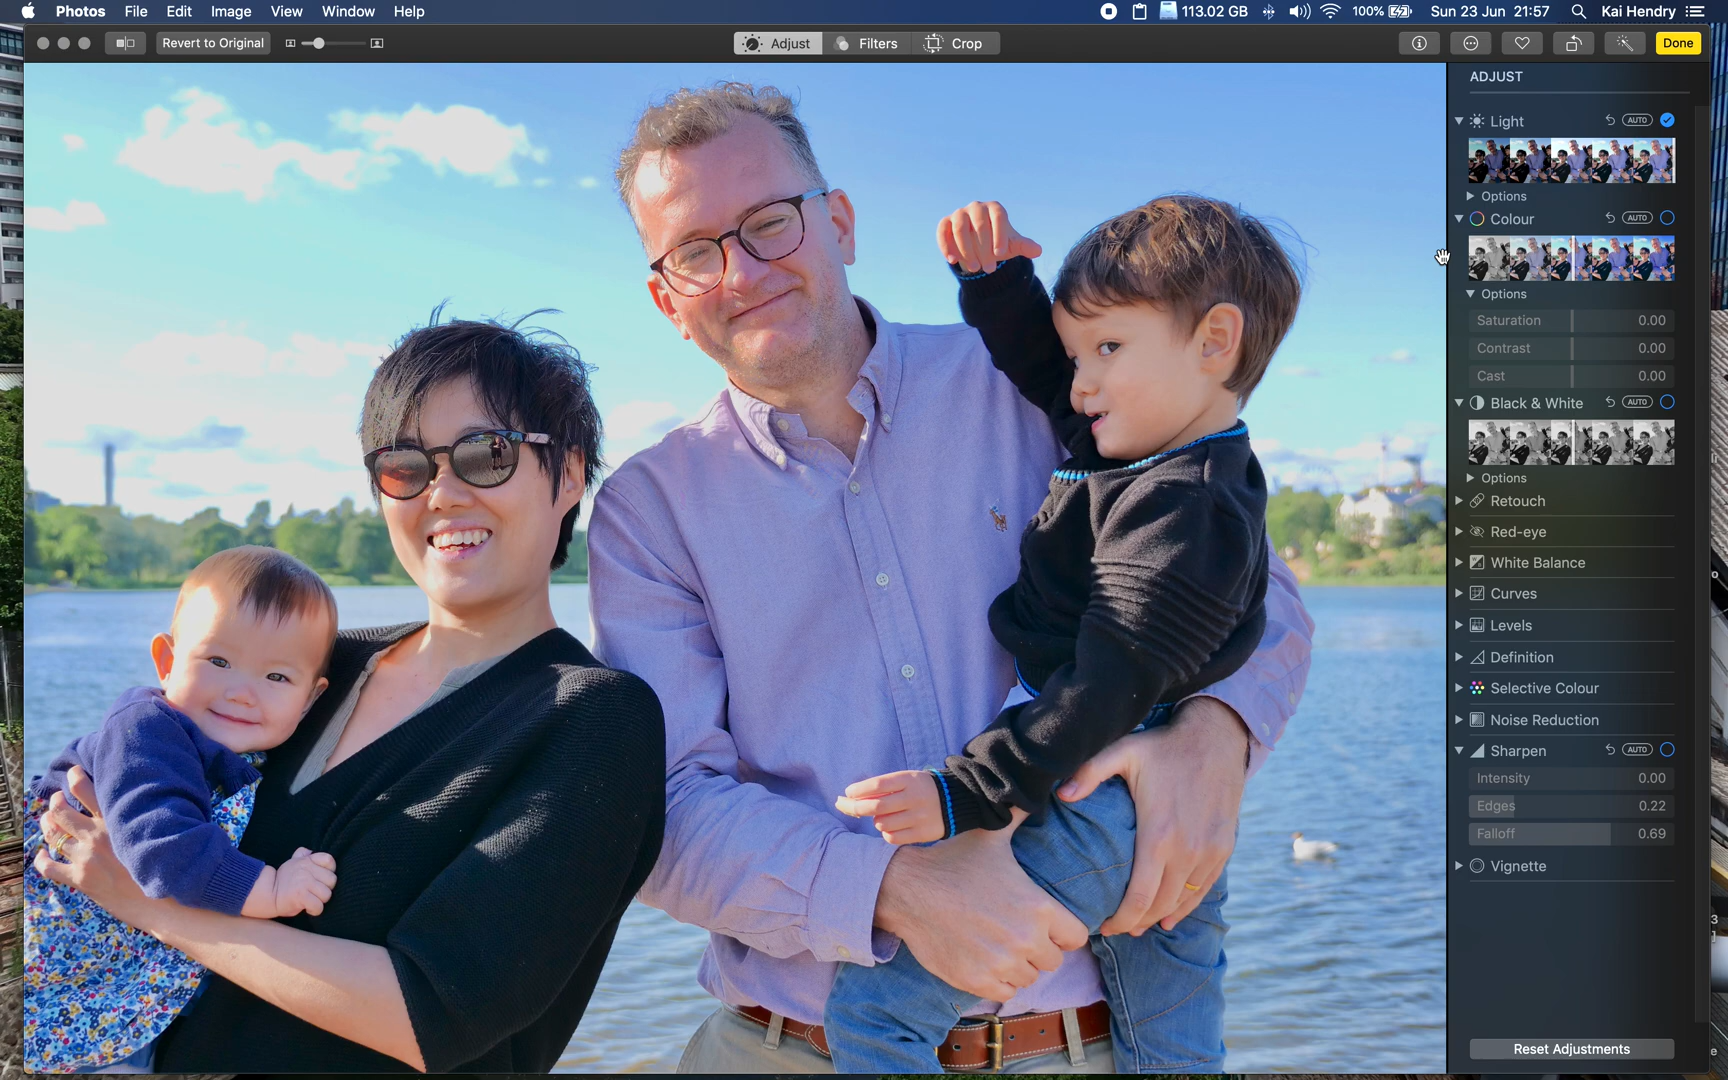 Photos File Edit Image View Window Help 113.02 GB 100% Sun 23 Jun 21:57 Kai Hendry
Revert to Original Adjust Filters Crop Done
ADJUST
Light AUTO
Options
Colour AUTO
Options
Saturation 0.00
Contrast 0.00
Cast 0.00
Black & White AUTO
Options
Retouch
Red-eye
White Balance
Curves
Levels
Definition
Selective Colour
Noise Reduction
Sharpen AUTO
Intensity 0.00
Edges 0.22
Falloff 0.69
Vignette
Reset Adjustments